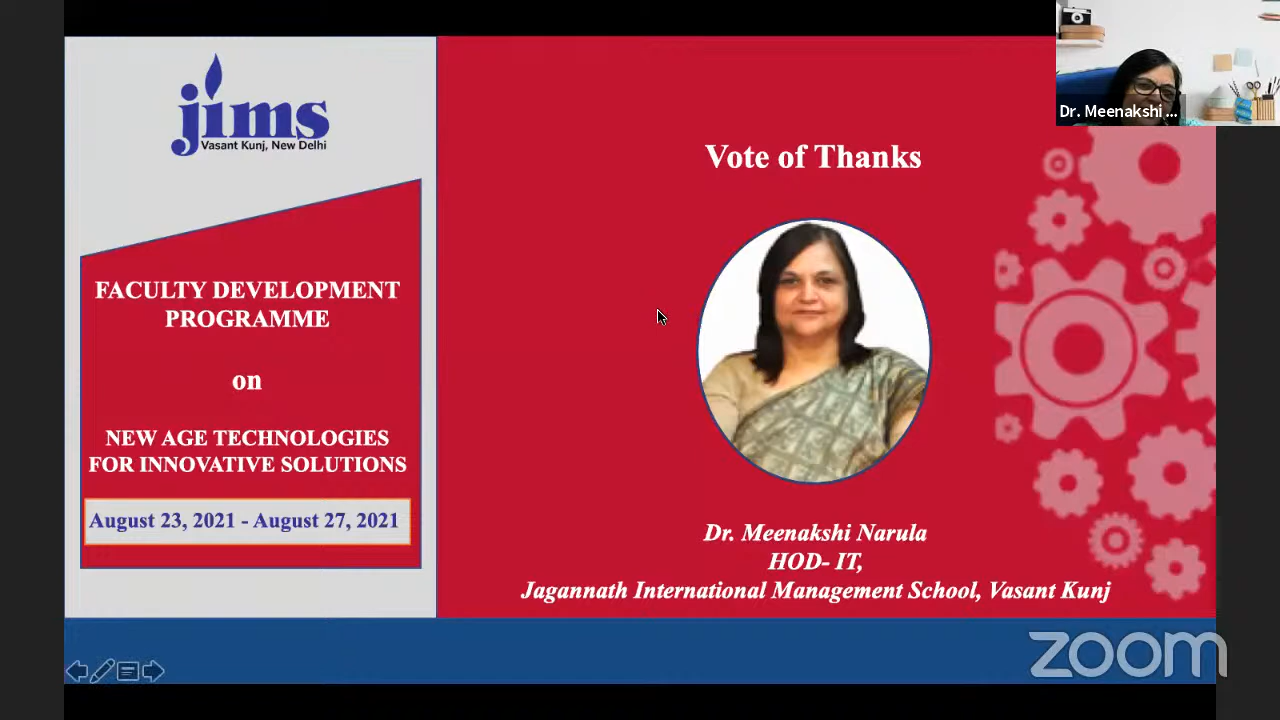 jims
Vasant Kunj, New Delhi
FACULTY DEVELOPMENT
PROGRAMME
on
NEW AGE TECHNOLOGIES
FOR INNOVATIVE SOLUTIONS
August 23, 2021 - August 27, 2021
Vote of Thanks
Dr. Meenakshi Narula
HOD- IT,
Jagannath International Management School, Vasant Kunj
Dr. Meenakshi ...
zoom